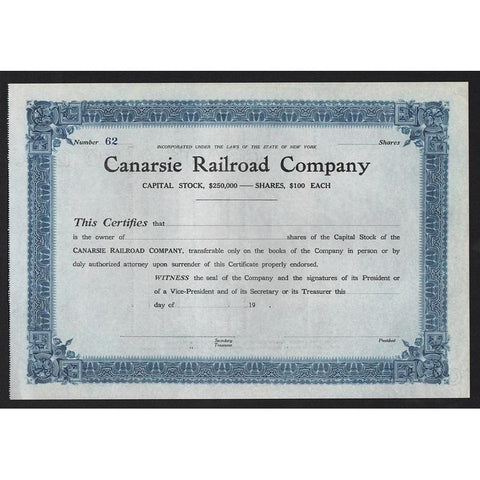 Number 62
Shares
INCORPORATED UNDER THE LAWS OF THE STATE OF NEW YORK
Canarsie Railroad Company
CAPITAL STOCK, $250,000 — SHARES, $100 EACH
This Certifies that
is the owner of shares of the Capital Stock of the
CANARSIE RAILROAD COMPANY, transferable only on the books of the Company in person or by
duly authorized attorney upon surrender of this Certificate properly endorsed.
WITNESS the seal of the Company and the signatures of its President or
of a Vice-President and of its Secretary or its Treasurer this
day of 19 .
Secretary
Treasurer
President